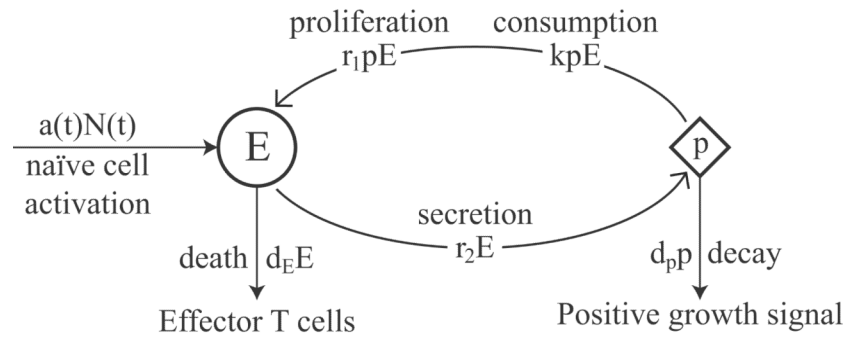 proliferation
r₁pE
consumption
kpE
a(t)N(t)
naïve cell
activation
E
p
secretion
r₂E
death
d_EE
d_pp
decay
Effector T cells
Positive growth signal